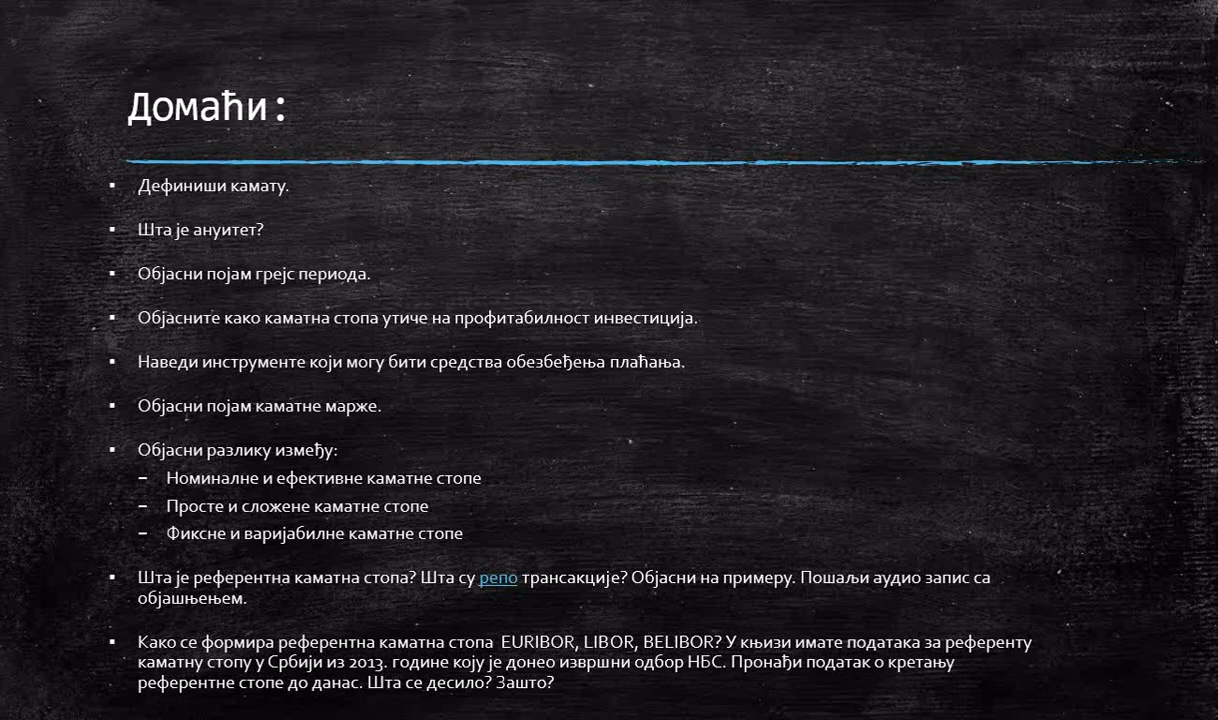 Домаћи:
▪ Дефиниши камату.
▪ Шта је ануитет?
▪ Објасни појам грејс периода.
▪ Објасните како каматна стопа утиче на профитабилност инвестиција.
▪ Наведи инструменте који могу бити средства обезбеђења плаћања.
▪ Објасни појам каматне марже.
▪ Објасни разлику између:
– Номиналне и ефективне каматне стопе
– Просте и сложене каматне стопе
– Фиксне и варијабилне каматне стопе
▪ Шта је референтна каматна стопа? Шта су репо трансакције? Објасни на примеру. Пошаљи аудио запис са
објашњењем.
▪ Како се формира референтна каматна стопа EURIBOR, LIBOR, BELIBOR? У књизи имате података за референту
каматну стопу у Србији из 2013. године коју је донео извршни одбор НБС. Пронађи податак о кретању
референтне стопе до данас. Шта се десило? Зашто?